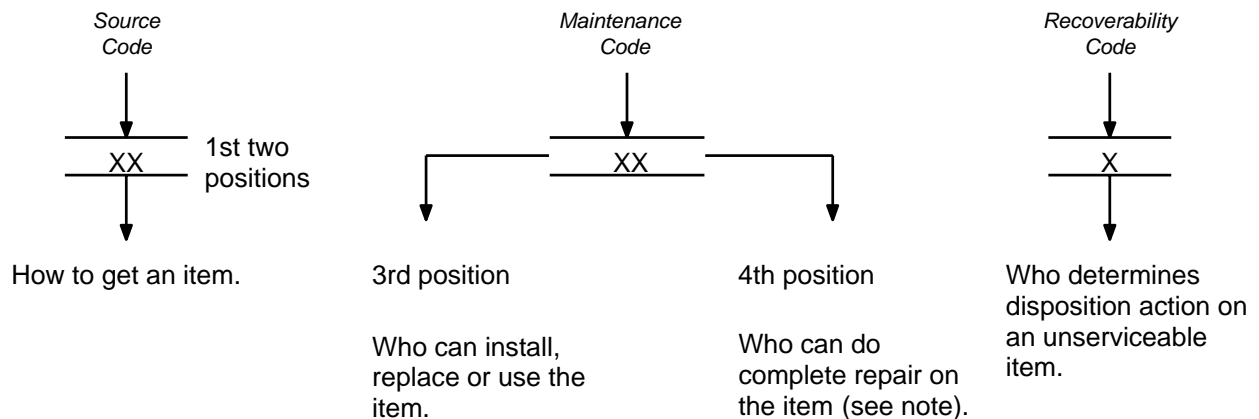 Source
Code
XX
1st two
positions
How to get an item.
Maintenance
Code
XX
3rd position
Who can install,
replace or use the
item.
4th position
Who can do
complete repair on
the item (see note).
Recoverability
Code
X
Who determines
disposition action on
an unserviceable
item.